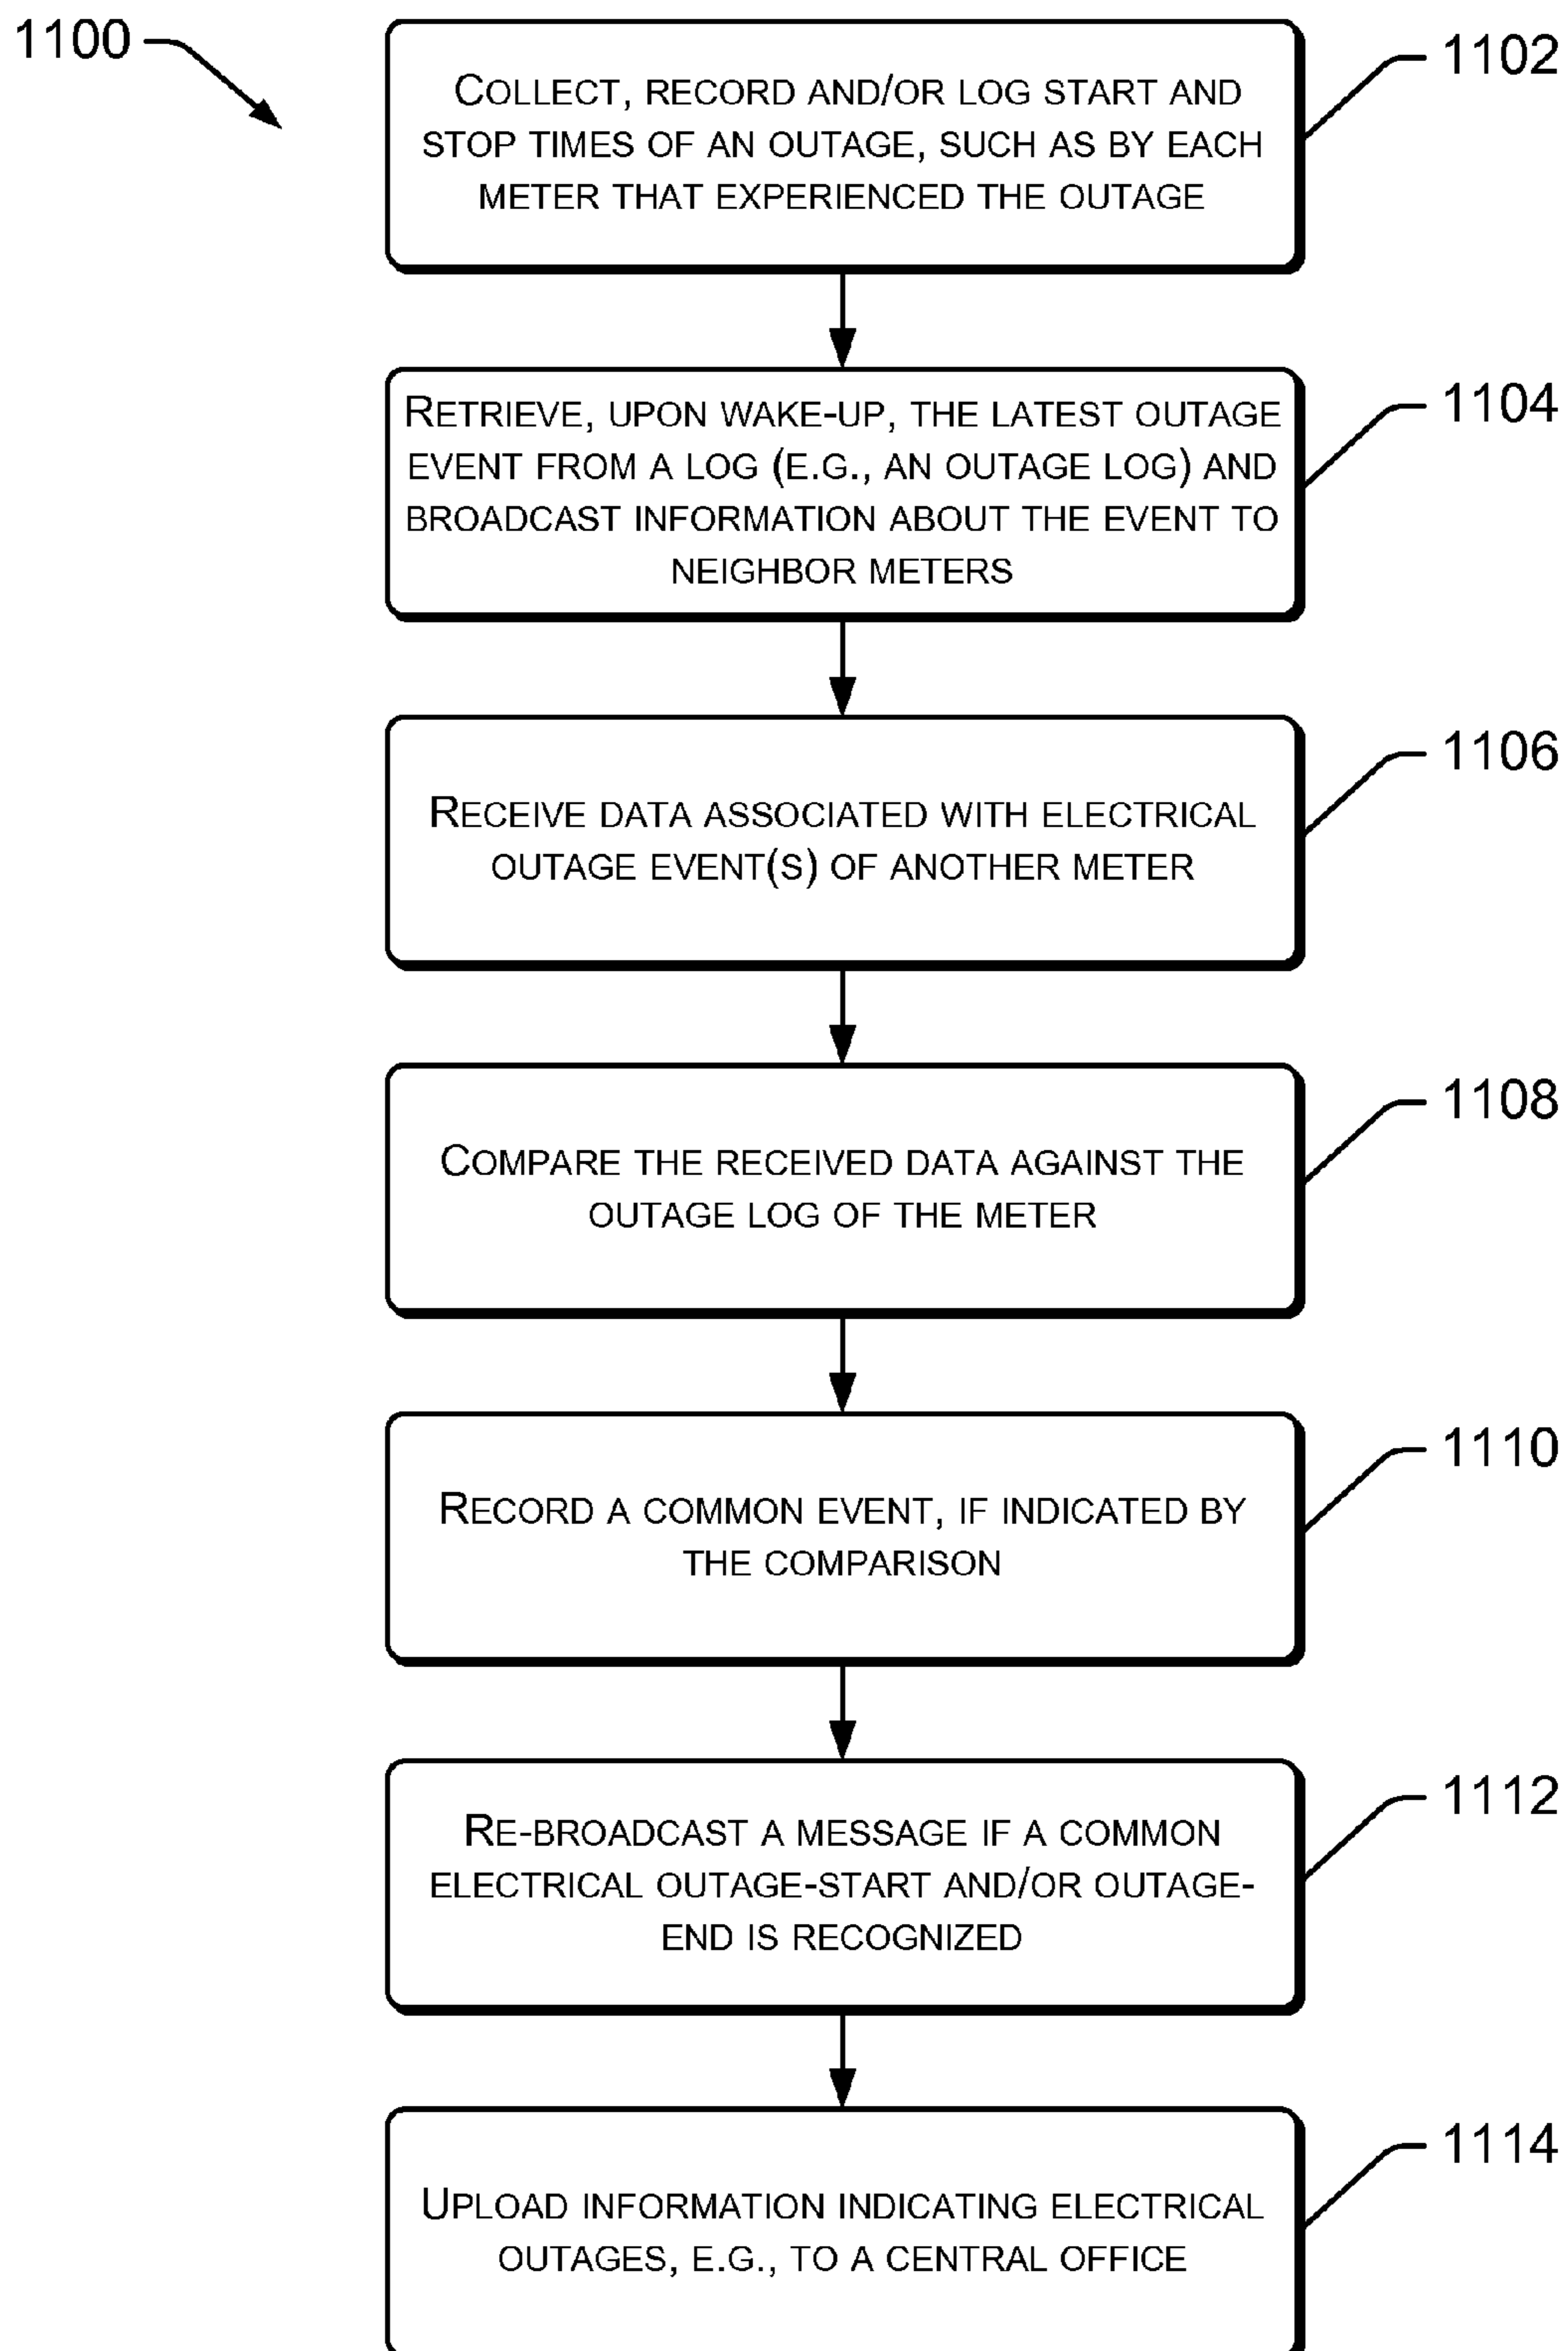 1100
1102
COLLECT, RECORD AND/OR LOG START AND
STOP TIMES OF AN OUTAGE, SUCH AS BY EACH
METER THAT EXPERIENCED THE OUTAGE
1104
RETRIEVE, UPON WAKE-UP, THE LATEST OUTAGE
EVENT FROM A LOG (E.G., AN OUTAGE LOG) AND
BROADCAST INFORMATION ABOUT THE EVENT TO
NEIGHBOR METERS
1106
RECEIVE DATA ASSOCIATED WITH ELECTRICAL
OUTAGE EVENT(S) OF ANOTHER METER
1108
COMPARE THE RECEIVED DATA AGAINST THE
OUTAGE LOG OF THE METER
1110
RECORD A COMMON EVENT, IF INDICATED BY
THE COMPARISON
1112
RE-BROADCAST A MESSAGE IF A COMMON
ELECTRICAL OUTAGE-START AND/OR OUTAGE-
END IS RECOGNIZED
1114
UPLOAD INFORMATION INDICATING ELECTRICAL
OUTAGES, E.G., TO A CENTRAL OFFICE